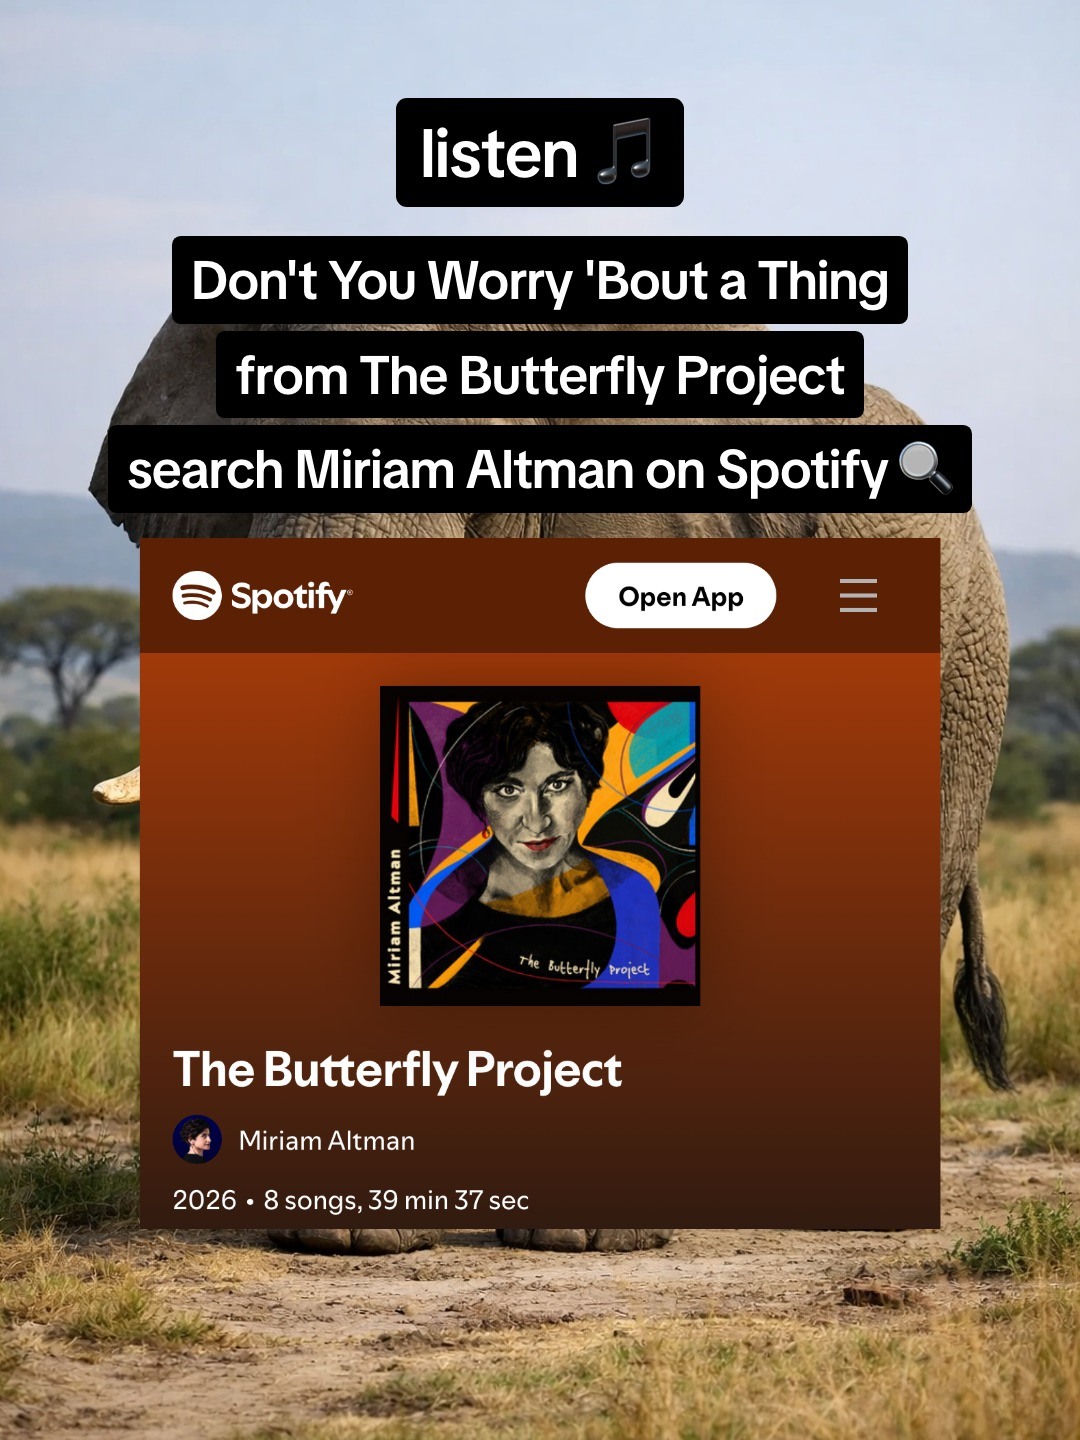 listen 🎵
Don't You Worry 'Bout a Thing
from The Butterfly Project
search Miriam Altman on Spotify 🔍
Spotify®
Open App
Miriam Altman
The Butterfly Project
The Butterfly Project
Miriam Altman
2026 • 8 songs, 39 min 37 sec